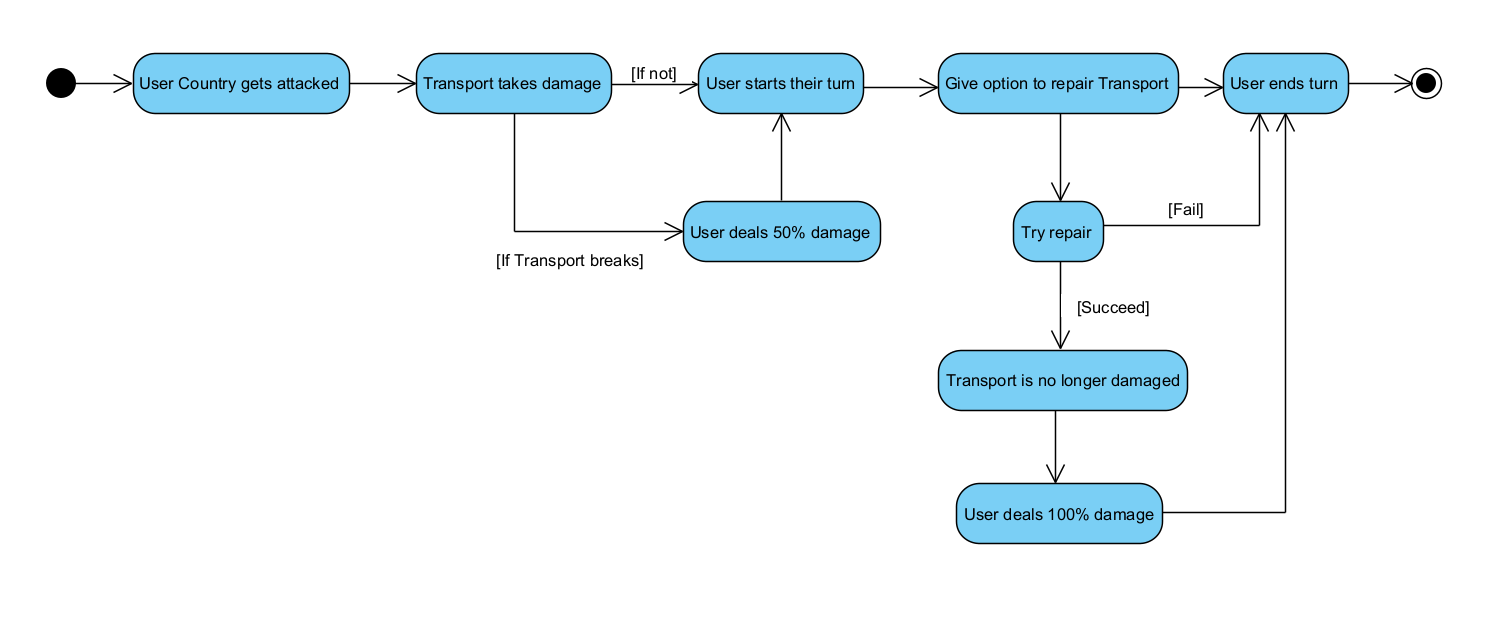 User Country gets attacked
Transport takes damage
[If not]
User starts their turn
Give option to repair Transport
User ends turn
[If Transport breaks]
User deals 50% damage
Try repair
[Fail]
[Succeed]
Transport is no longer damaged
User deals 100% damage